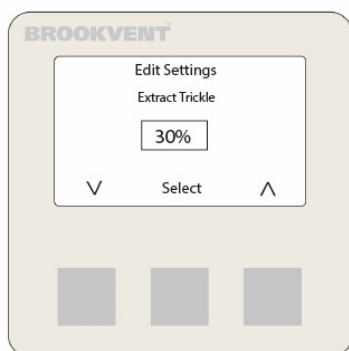 BROOKVENT
Edit Settings
Extract Trickle
30%
∨ Select ∧